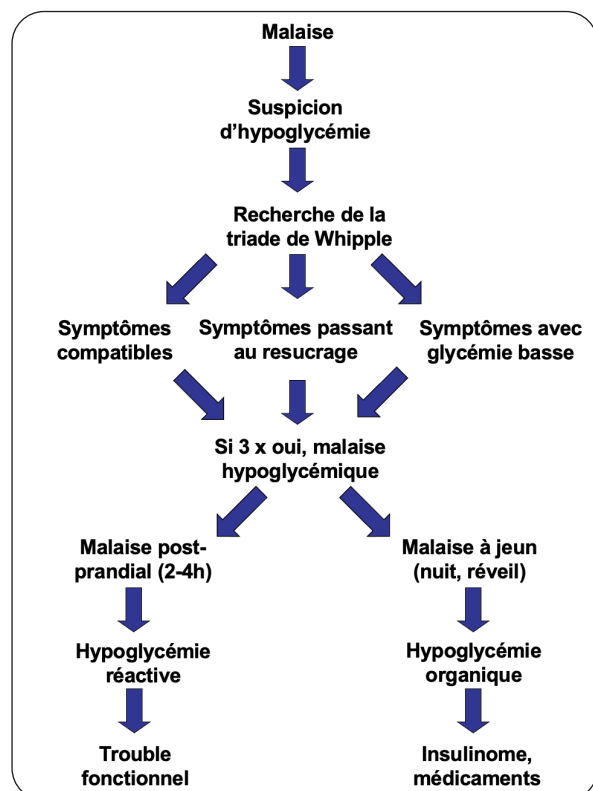 Malaise
Suspicion
d'hypoglycémie
Recherche de la
triade de Whipple
Symptômes
compatibles
Symptômes passant
au resucrage
Symptômes avec
glycémie basse
Si 3 x oui, malaise
hypoglycémique
Malaise post-
prandial (2-4h)
Malaise à jeun
(nuit, réveil)
Hypoglycémie
réactive
Hypoglycémie
organique
Trouble
fonctionnel
Insulinome,
médicaments